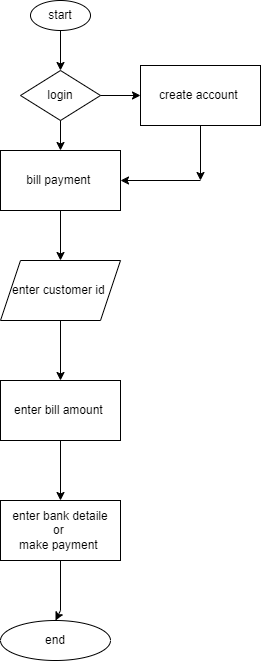 start
login
create account
bill payment
enter customer id
enter bill amount
enter bank detaile
or
make payment
end